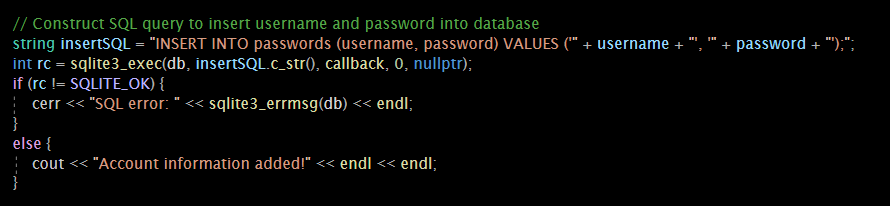 // Construct SQL query to insert username and password into database
string insertSQL = "INSERT INTO passwords (username, password) VALUES ('" + username + "', '" + password + "');";
int rc = sqlite3_exec(db, insertSQL.c_str(), callback, 0, nullptr);
if (rc != SQLITE_OK) {
    cerr << "SQL error: " << sqlite3_errmsg(db) << endl;
}
else {
    cout << "Account information added!" << endl << endl;
}